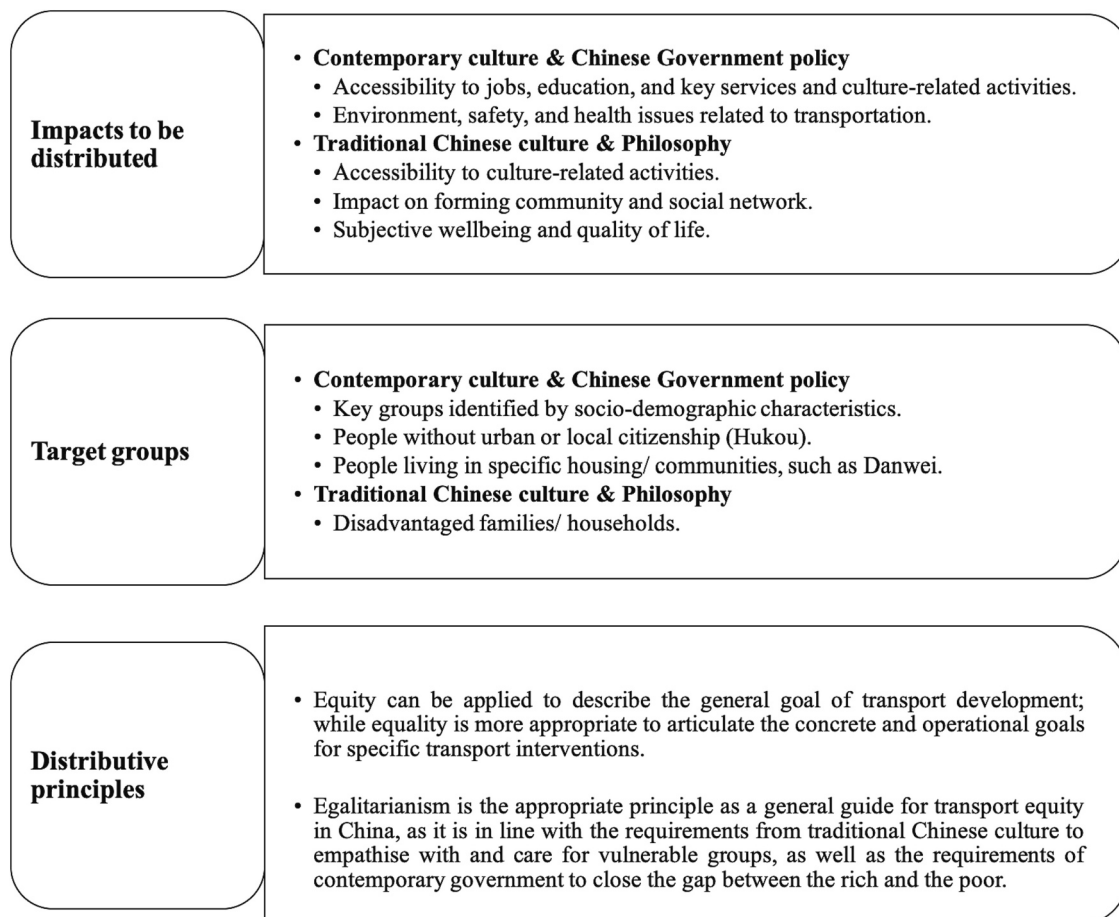 Impacts to be
distributed
• Contemporary culture & Chinese Government policy
• Accessibility to jobs, education, and key services and culture-related activities.
• Environment, safety, and health issues related to transportation.
• Traditional Chinese culture & Philosophy
• Accessibility to culture-related activities.
• Impact on forming community and social network.
• Subjective wellbeing and quality of life.
Target groups
• Contemporary culture & Chinese Government policy
• Key groups identified by socio-demographic characteristics.
• People without urban or local citizenship (Hukou).
• People living in specific housing/ communities, such as Danwei.
• Traditional Chinese culture & Philosophy
• Disadvantaged families/ households.
Distributive
principles
• Equity can be applied to describe the general goal of transport development;
while equality is more appropriate to articulate the concrete and operational goals
for specific transport interventions.
• Egalitarianism is the appropriate principle as a general guide for transport equity
in China, as it is in line with the requirements from traditional Chinese culture to
empathise with and care for vulnerable groups, as well as the requirements of
contemporary government to close the gap between the rich and the poor.